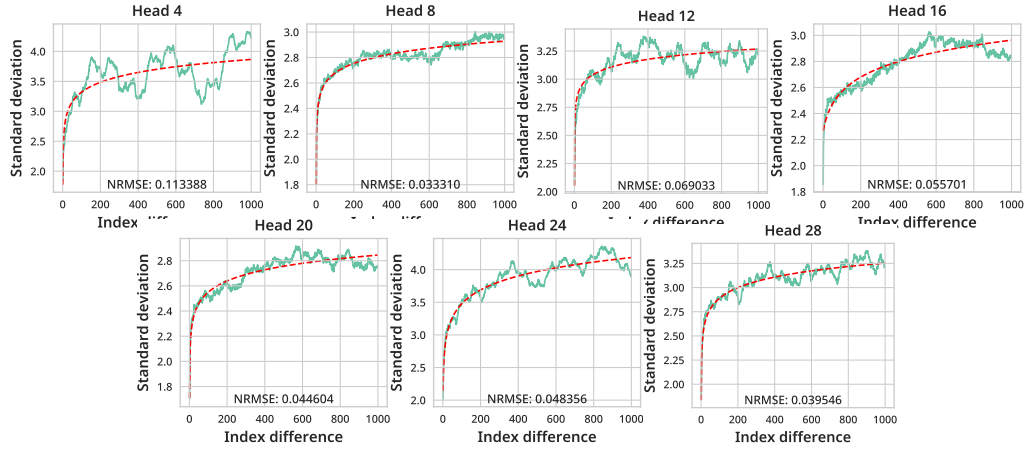 Head 4
Standard deviation
4.0
3.5
3.0
2.5
2.0
NRMSE: 0.113388
0 200 400 600 800 1000
Head 8
Standard deviation
3.0
2.8
2.6
2.4
2.2
2.0
1.8
NRMSE: 0.033310
0 200 400 600 800 1000
Head 12
Standard deviation
3.25
3.00
2.75
2.50
2.25
2.00
NRMSE: 0.069033
0 200 400 600 800 1000
Head 16
Standard deviation
3.0
2.8
2.6
2.4
2.2
2.0
1.8
NRMSE: 0.055701
0 200 400 600 800 1000
Index difference
Index difference
Index difference
Index difference
Head 20
Standard deviation
2.8
2.6
2.4
2.2
2.0
1.8
NRMSE: 0.044604
0 200 400 600 800 1000
Index difference
Head 24
Standard deviation
4.0
3.5
3.0
2.5
2.0
NRMSE: 0.048356
0 200 400 600 800 1000
Index difference
Head 28
Standard deviation
3.25
3.00
2.75
2.50
2.25
2.00
NRMSE: 0.039546
0 200 400 600 800 1000
Index difference